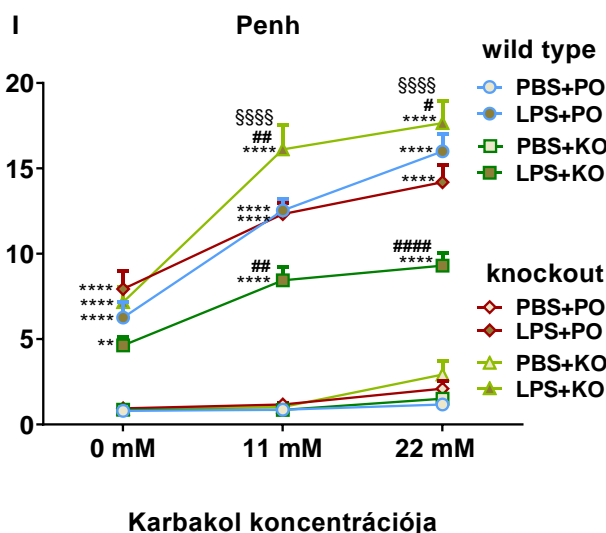 I
Penh
wild type
PBS+PO
LPS+PO
PBS+KO
LPS+KO
knockout
PBS+PO
LPS+PO
PBS+KO
LPS+KO
20
15
10
5
0
****
****
****
**
§§§§
##
****
****
****
##
****
§§§§
#
****
****
****
####
****
0 mM 11 mM 22 mM
Karbakol koncentrációja